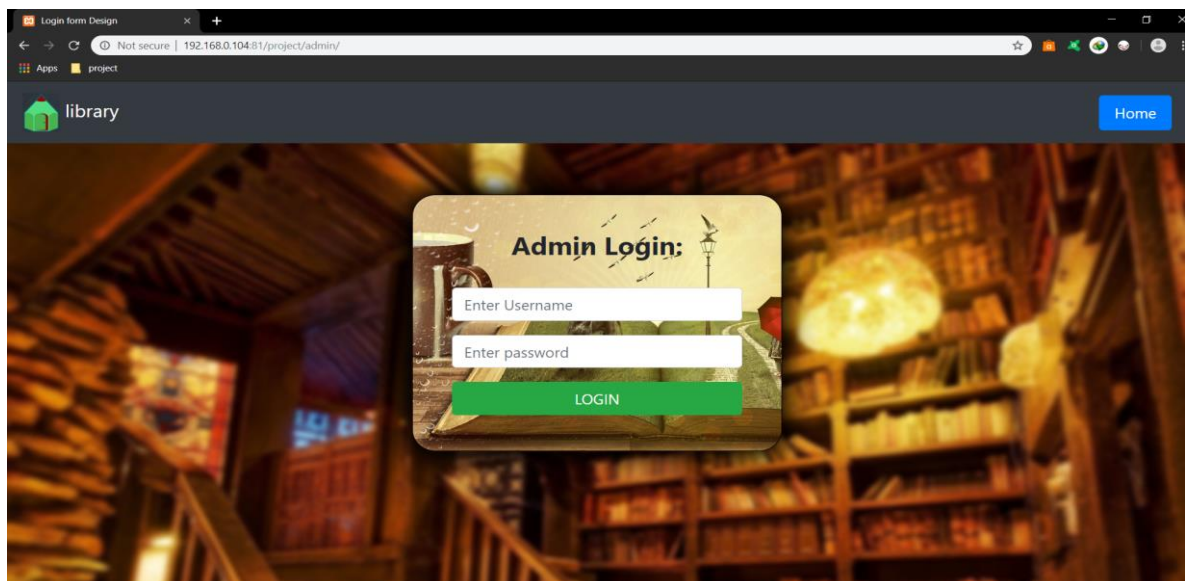 Login form Design
Not secure | 192.168.0.104:81/project/admin/
Apps project
library
Home
Admin Login:
Enter Username
Enter password
LOGIN